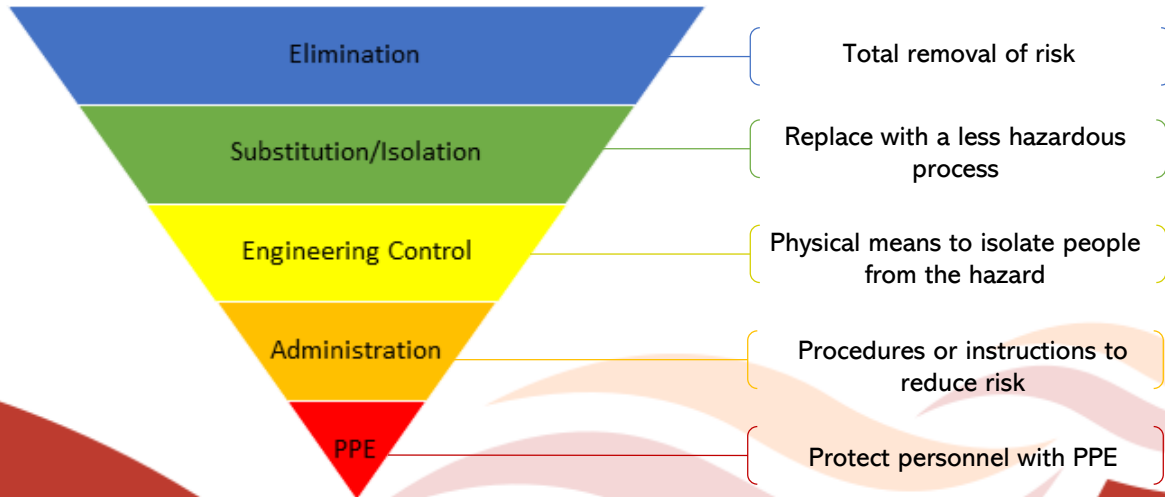 Elimination
Total removal of risk
Substitution/Isolation
Replace with a less hazardous
process
Engineering Control
Physical means to isolate people
from the hazard
Administration
Procedures or instructions to
reduce risk
PPE
Protect personnel with PPE